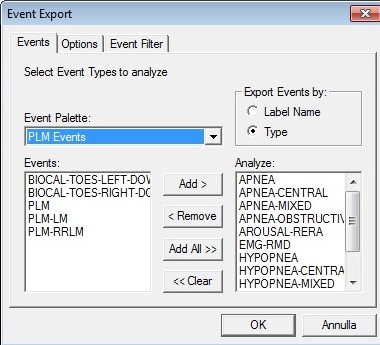 Event Export
Events Options Event Filter
Select Event Types to analyze
Export Events by:
Label Name
Type
Event Palette:
PLM Events
Events:
BIOCAL-TOES-LEFT-DOW
BIOCAL-TOES-RIGHT-DO
PLM
PLM-LM
PLM-RRLM
Add >
< Remove
Add All >>
<< Clear
Analyze:
APNEA
APNEA-CENTRAL
APNEA-MIXED
APNEA-OBSTRUCTIV
AROUSAL-RERA
EMG-RMD
HYPOPNEA
HYPOPNEA-CENTRA
HYPOPNEA-MIXED
OK Annulla